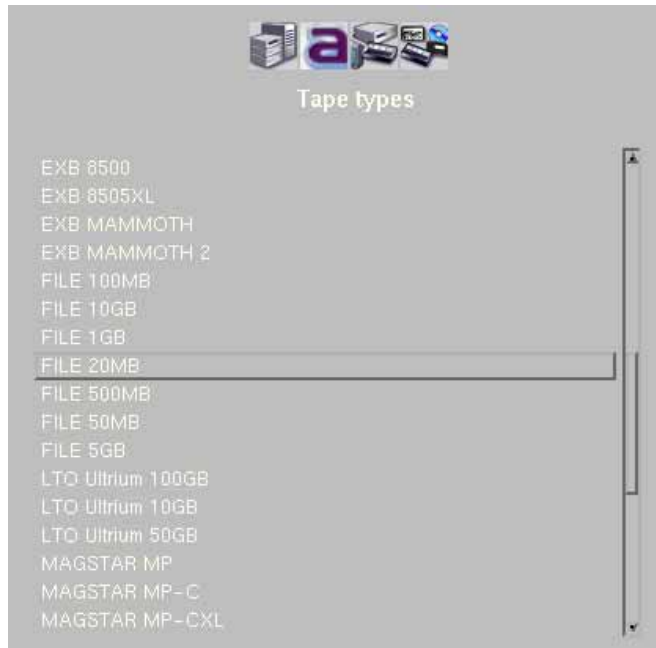 a
Tape types
EXB 8500
EXB 8505XL
EXB MAMMOTH
EXB MAMMOTH 2
FILE 100MB
FILE 10GB
FILE 1GB
FILE 20MB
FILE 500MB
FILE 50MB
FILE 5GB
LTO Ultrium 100GB
LTO Ultrium 10GB
LTO Ultrium 50GB
MAGSTAR MP
MAGSTAR MP-C
MAGSTAR MP-CXL